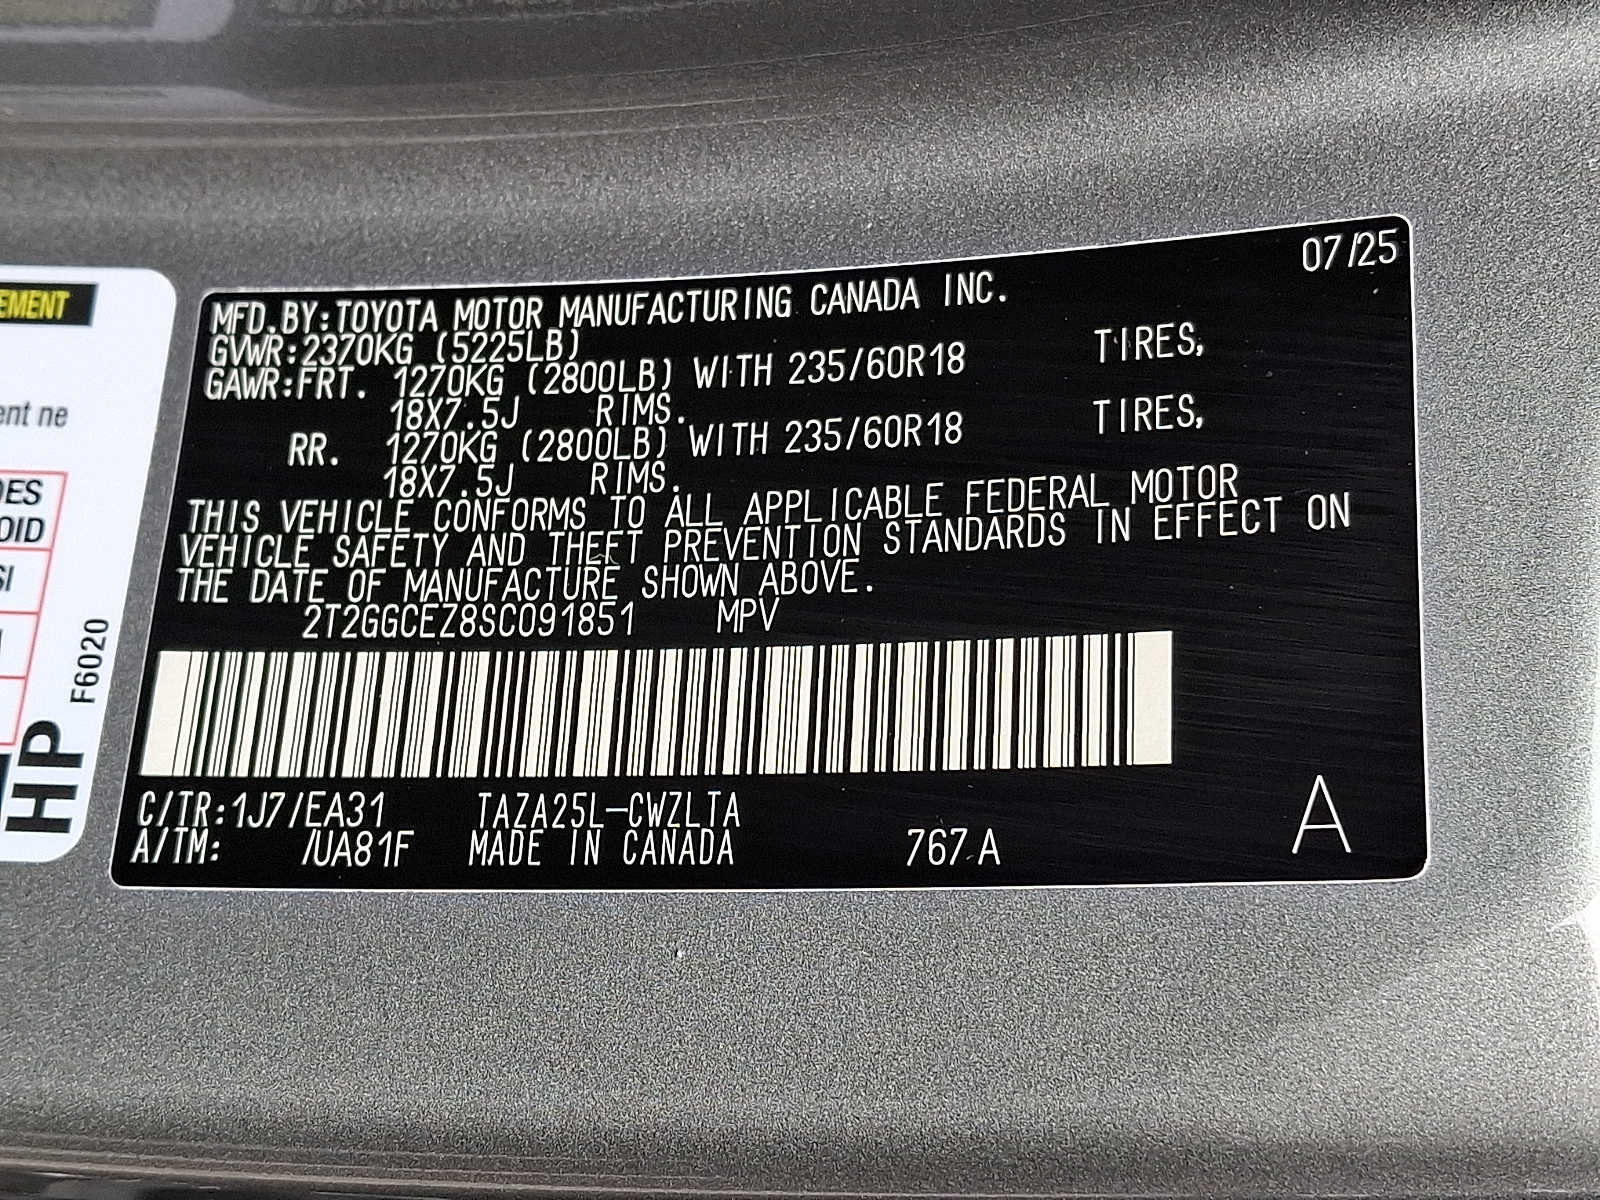 07/25
MFD.BY:TOYOTA MOTOR MANUFACTURING CANADA INC.
GVWR:2370KG (5225LB)
GAWR:FRT. 1270KG (2800LB) WITH 235/60R18 TIRES,
18X7.5J RIMS.
RR. 1270KG (2800LB) WITH 235/60R18 TIRES,
18X7.5J RIMS.
THIS VEHICLE CONFORMS TO ALL APPLICABLE FEDERAL MOTOR
VEHICLE SAFETY AND THEFT PREVENTION STANDARDS IN EFFECT ON
THE DATE OF MANUFACTURE SHOWN ABOVE.
2T2GGCEZ8SC091851 MPV
C/TR:1J7/EA31 TAZA25L-CWZLTA
A/TM: /UA81F MADE IN CANADA 767.A
A
EMENT
ent ne
DES
OID
SI
F6020
HP